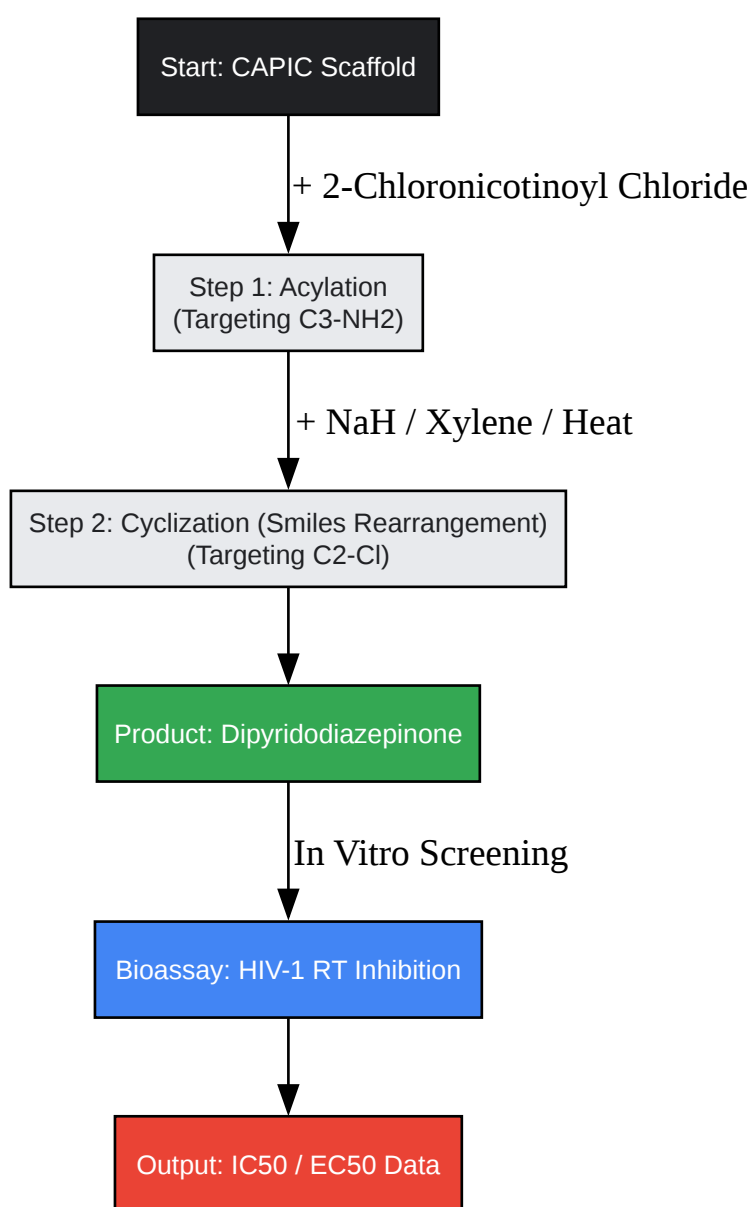 Start: CAPIC Scaffold
+ 2-Chloronicotinoyl Chloride
Step 1: Acylation
(Targeting C3-NH2)
+ NaH / Xylene / Heat
Step 2: Cyclization (Smiles Rearrangement)
(Targeting C2-Cl)
Product: Dipyridodiazepinone
In Vitro Screening
Bioassay: HIV-1 RT Inhibition
Output: IC50 / EC50 Data